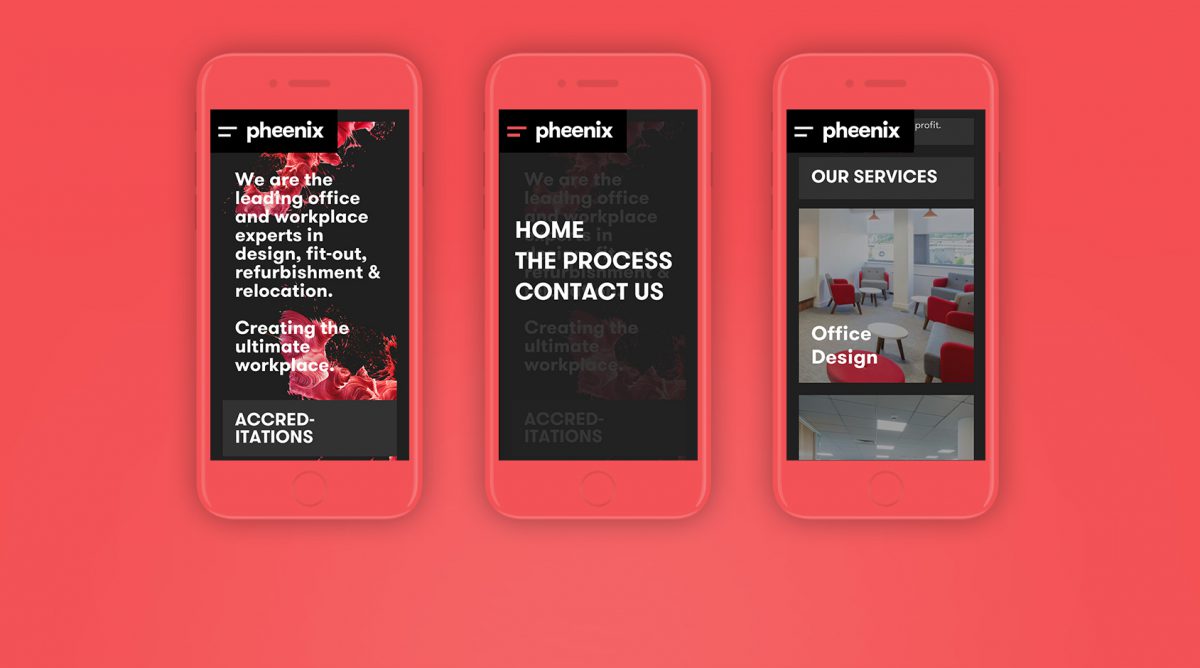 pheenix
We are the
leading office
and workplace
experts in
design, fit-out,
refurbishment &
relocation.
Creating the
ultimate
workplace.
ACCRED-
ITATIONS
pheenix
We are the
leading office
and workplace
experts in
design, fit-out,
refurbishment &
HOME
THE PROCESS
CONTACT US
Creating the
ultimate
workplace.
ACCRED-
ITATIONS
pheenix
profit.
OUR SERVICES
Office
Design